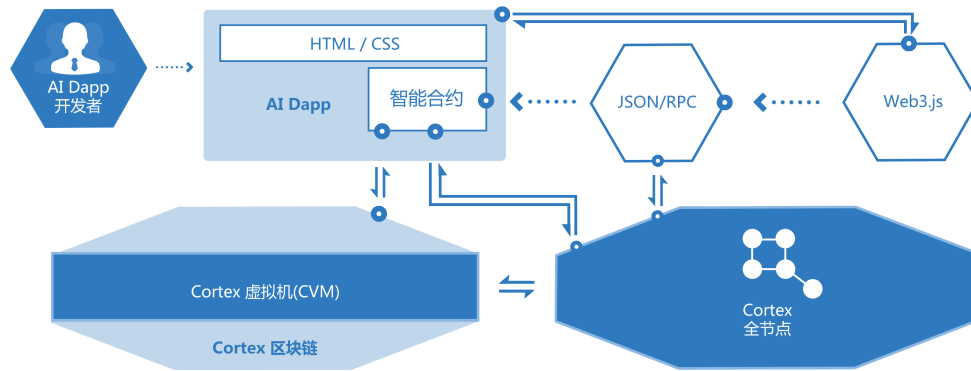 AI Dapp
开发者
HTML / CSS
AI Dapp
智能合约
JSON/RPC
Web3.js
Cortex 虚拟机(CVM)
Cortex 区块链
Cortex
全节点